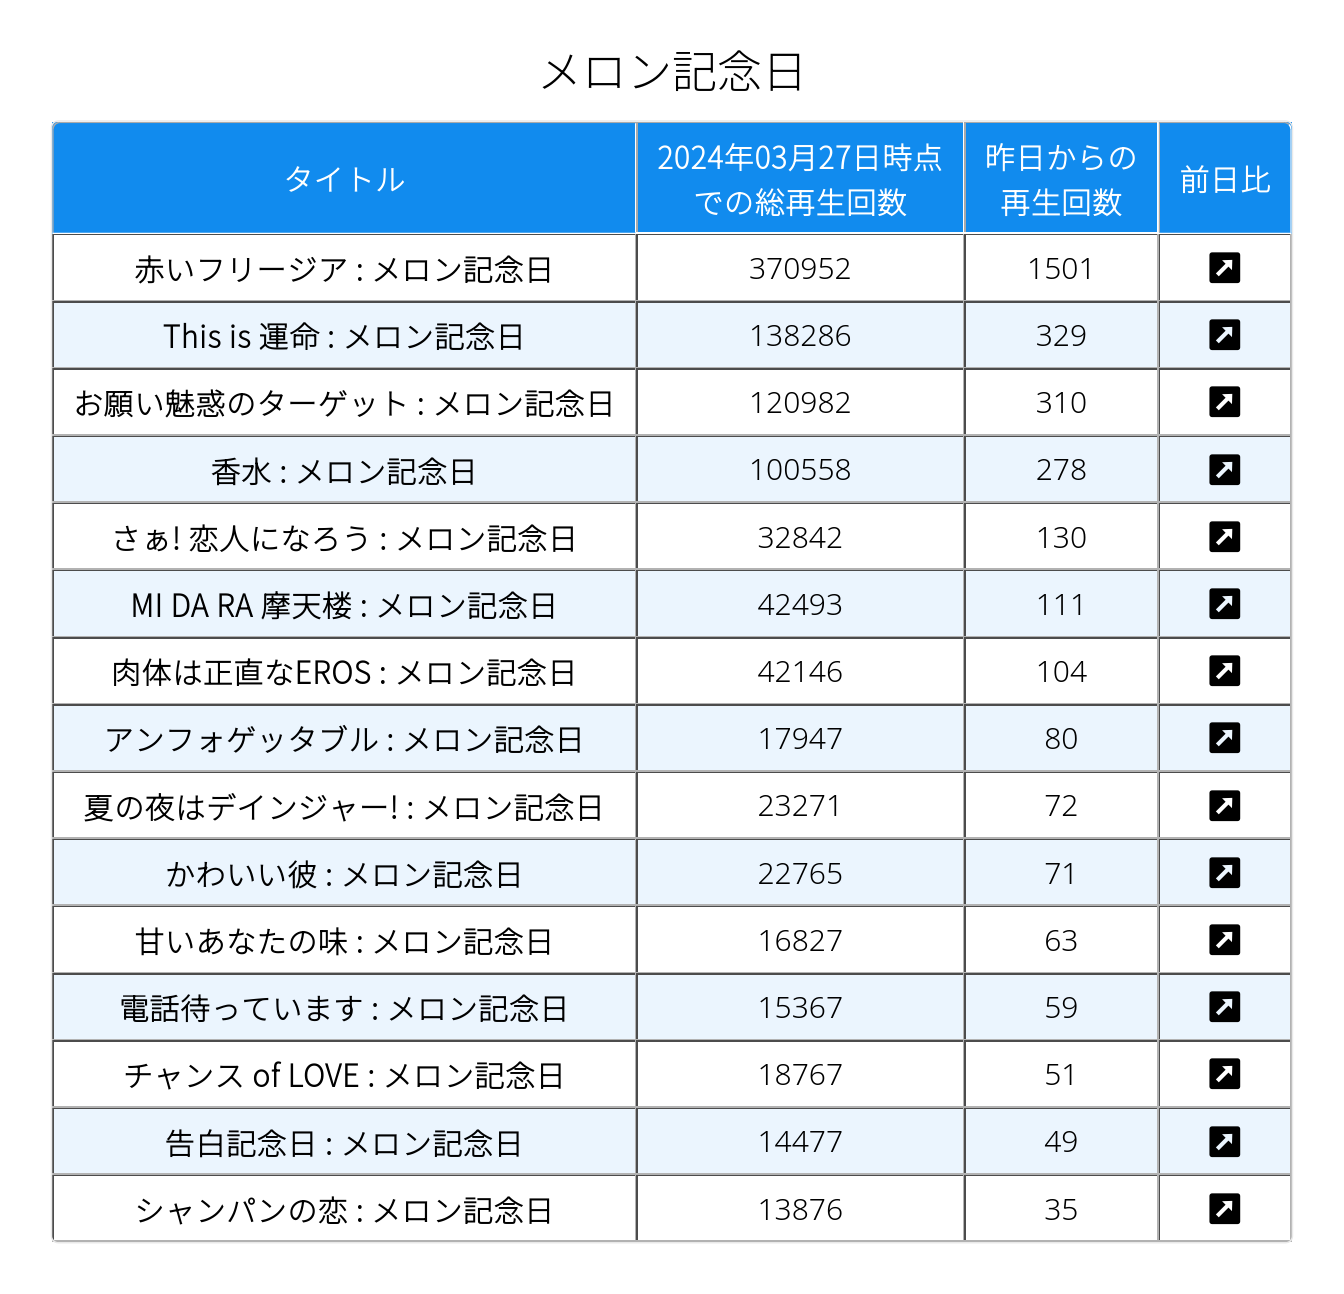 メロン記念日
タイトル 2024年03月27日時点での総再生回数 昨日からの再生回数 前日比
赤いフリージア : メロン記念日 370952 1501
This is 運命 : メロン記念日 138286 329
お願い魅惑のターゲット : メロン記念日 120982 310
香水 : メロン記念日 100558 278
さぁ! 恋人になろう : メロン記念日 32842 130
MI DA RA 摩天楼 : メロン記念日 42493 111
肉体は正直なEROS : メロン記念日 42146 104
アンフォゲッタブル : メロン記念日 17947 80
夏の夜はデインジャー! : メロン記念日 23271 72
かわいい彼 : メロン記念日 22765 71
甘いあなたの味 : メロン記念日 16827 63
電話待っています : メロン記念日 15367 59
チャンス of LOVE : メロン記念日 18767 51
告白記念日 : メロン記念日 14477 49
シャンパンの恋 : メロン記念日 13876 35